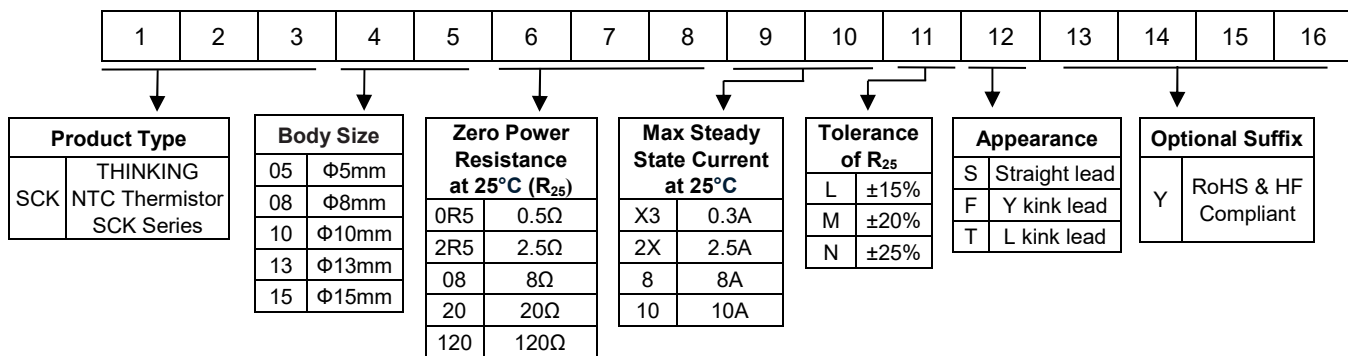 1 2 3 4 5 6 7 8 9 10 11 12 13 14 15 16
Product Type
SCK THINKING
NTC Thermistor
SCK Series
Body Size
05 Φ5mm
08 Φ8mm
10 Φ10mm
13 Φ13mm
15 Φ15mm
Zero Power
Resistance
at 25°C (R₂₅)
0R5 0.5Ω
2R5 2.5Ω
08 8Ω
20 20Ω
120 120Ω
Max Steady
State Current
at 25°C
X3 0.3A
2X 2.5A
8 8A
10 10A
Tolerance
of R₂₅
L ±15%
M ±20%
N ±25%
Appearance
S Straight lead
F Y kink lead
T L kink lead
Optional Suffix
Y RoHS & HF
Compliant